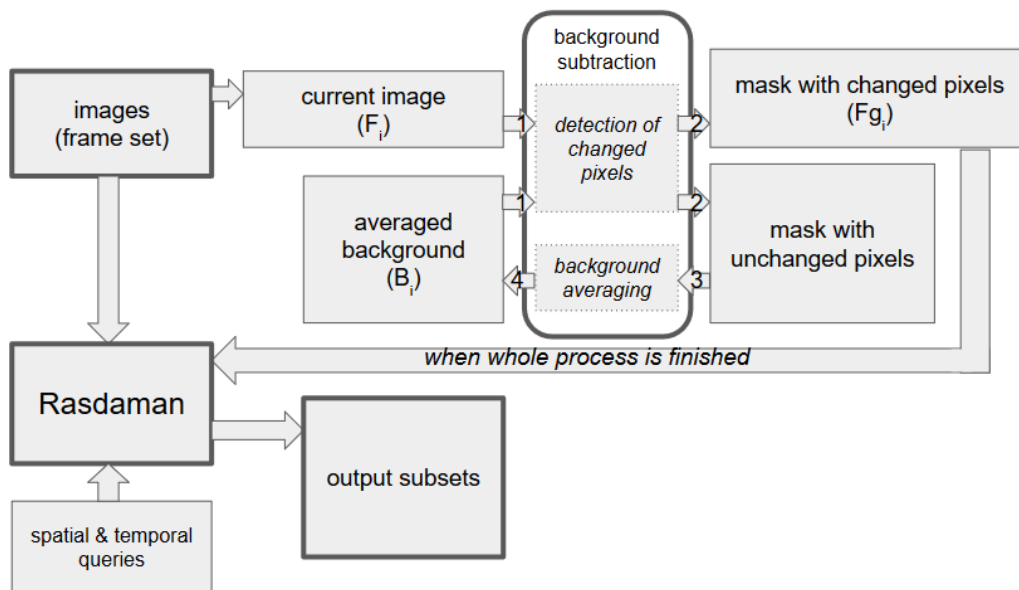 images
(frame set)
current image
(Fᵢ)
background
subtraction
mask with changed pixels
(Fgᵢ)
1
detection of
changed
pixels
2
averaged
background
(Bᵢ)
1
2
mask with
unchanged pixels
4
background
averaging
3
when whole process is finished
Rasdaman
output subsets
spatial & temporal
queries